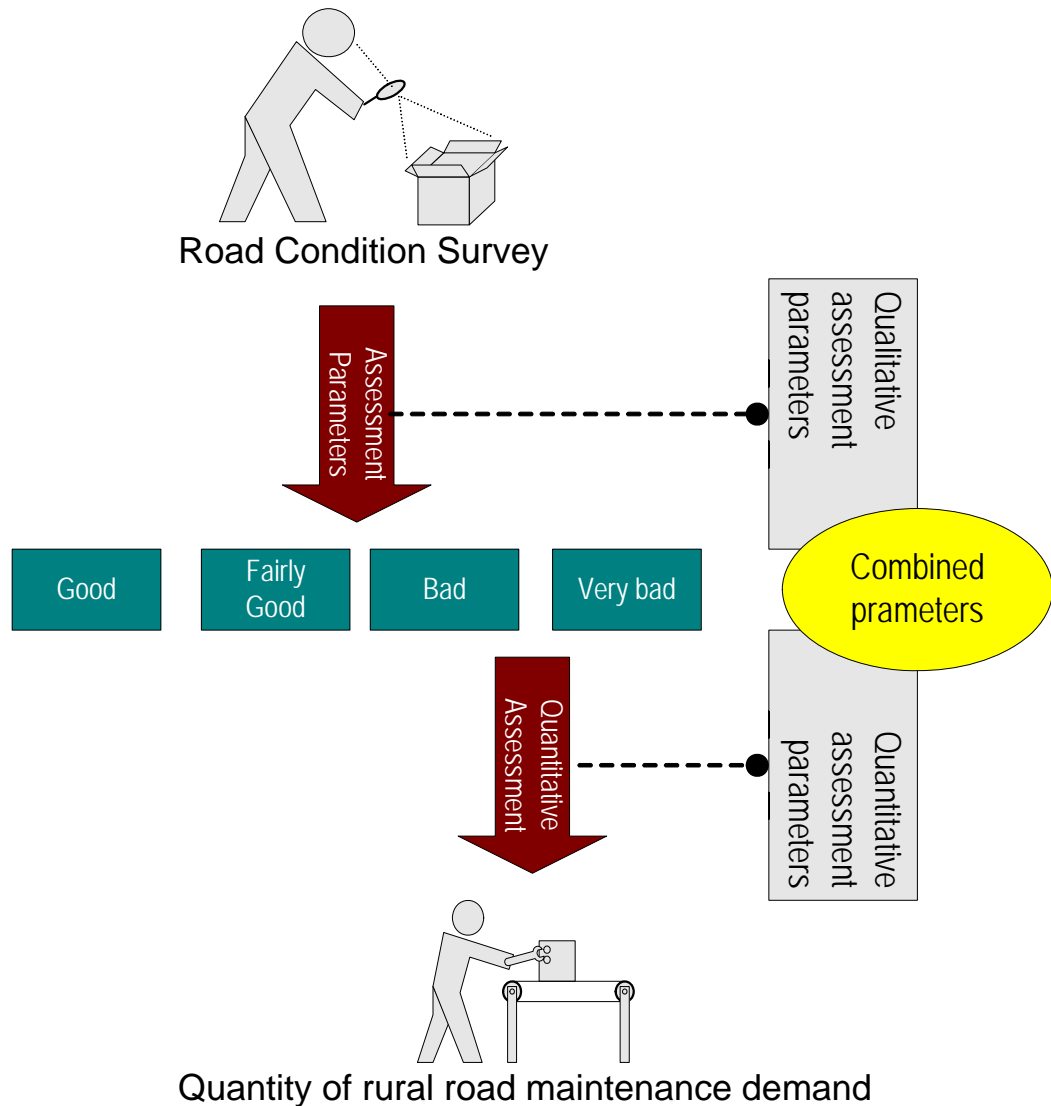 Road Condition Survey
Assessment
Parameters
Qualitative
assessment
parameters
Good
Fairly
Good
Bad
Very bad
Combined
prameters
Quantitative
Assessment
Quantitative
assessment
parameters
Quantity of rural road maintenance demand